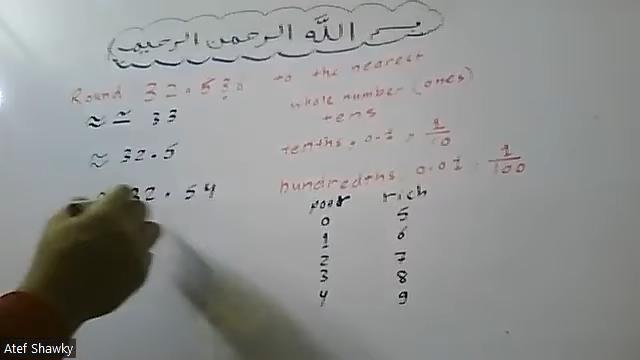 بسم الله الرحمن الرحيم
Round 32.53 to the nearest
whole number (ones)
tens
≈ ≃ 33
tenths, 0.1, 1/10
≈ 32.5
hundredths 0.01, 1/100
32.54
poor rich
0 5
1 6
2 7
3 8
4 9
Atef Shawky